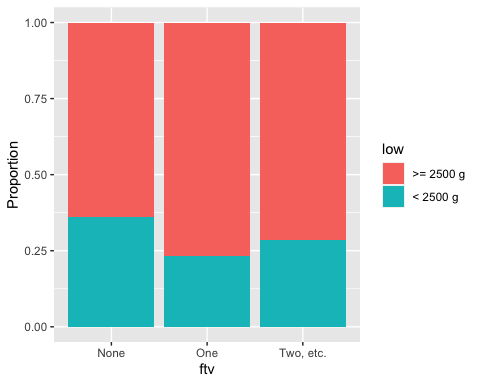 1.00
0.75
0.50
0.25
0.00
Proportion
None One Two, etc.
ftv
low
>= 2500 g
< 2500 g